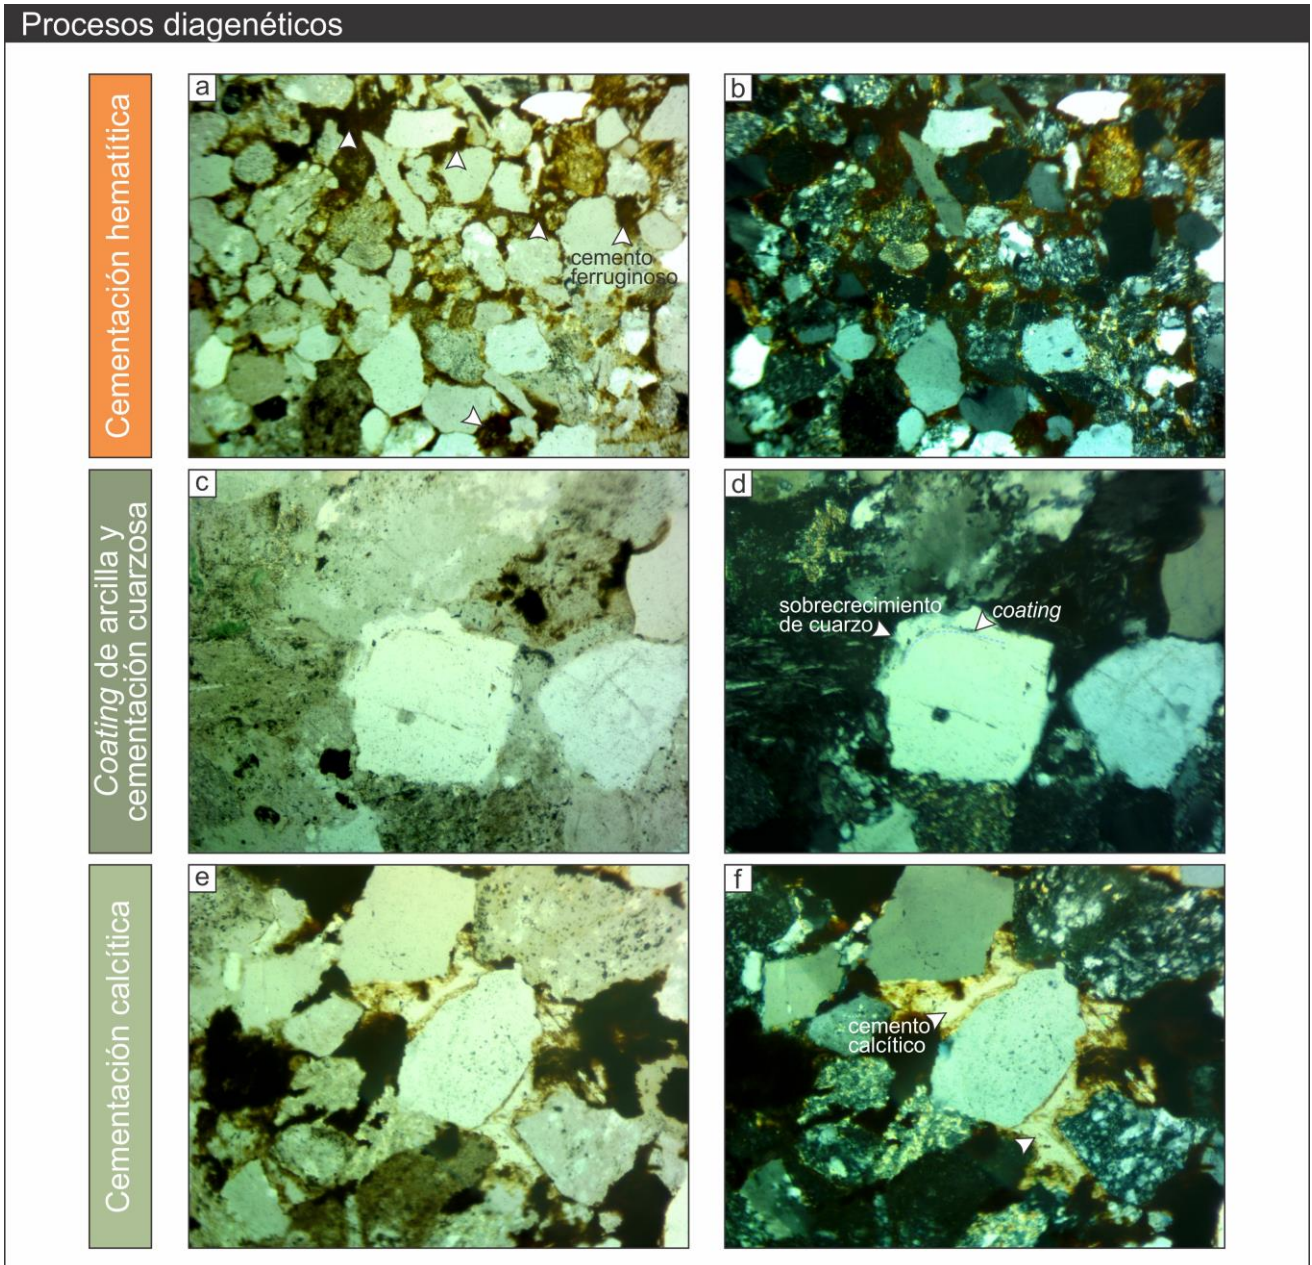 Procesos diagenéticos
Cementación hematítica
a
cemento
ferruginoso
b
Coating de arcilla y
cementación cuarzosa
c
d
sobrecrecimiento
de cuarzo
coating
Cementación calcítica
e
f
cemento
calcítico